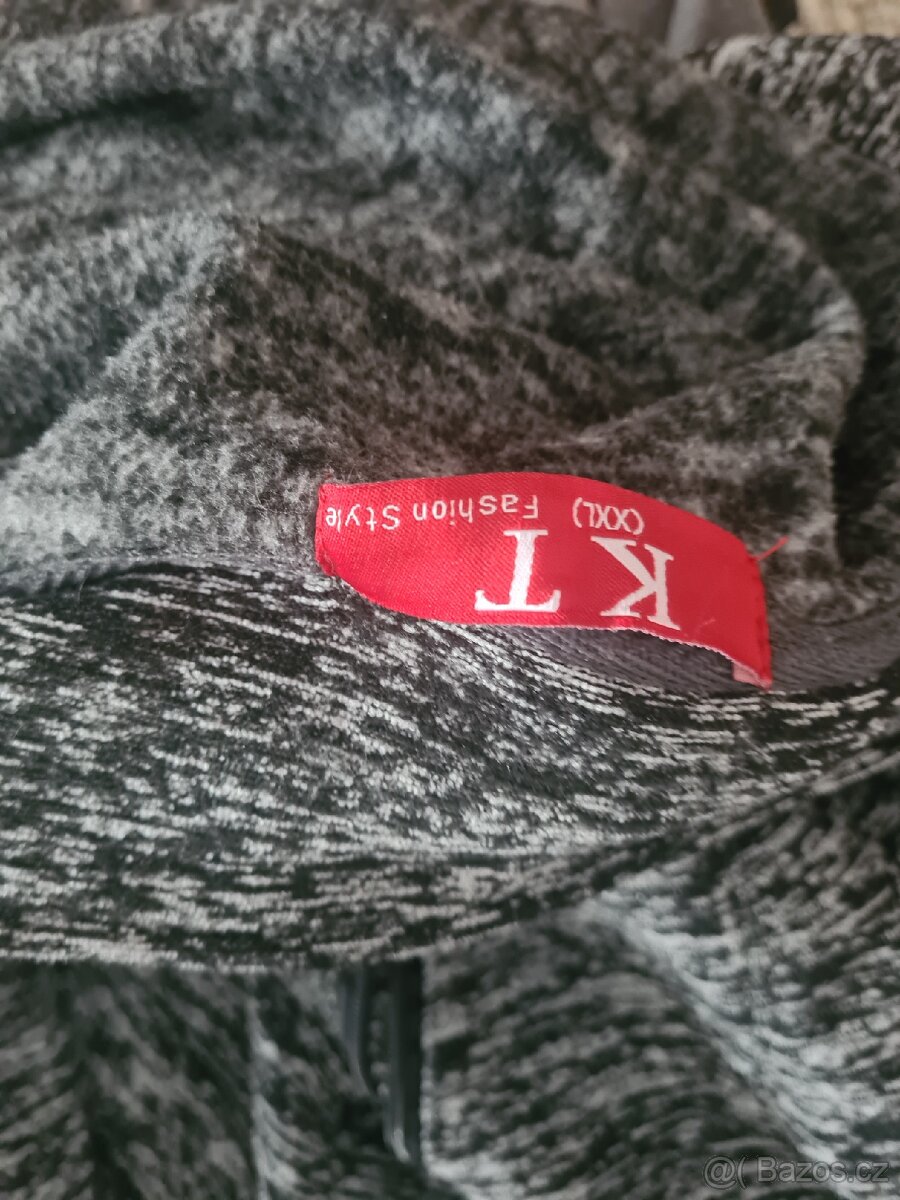 KT
(XXL) Fashion Style
@( Bazos.cz